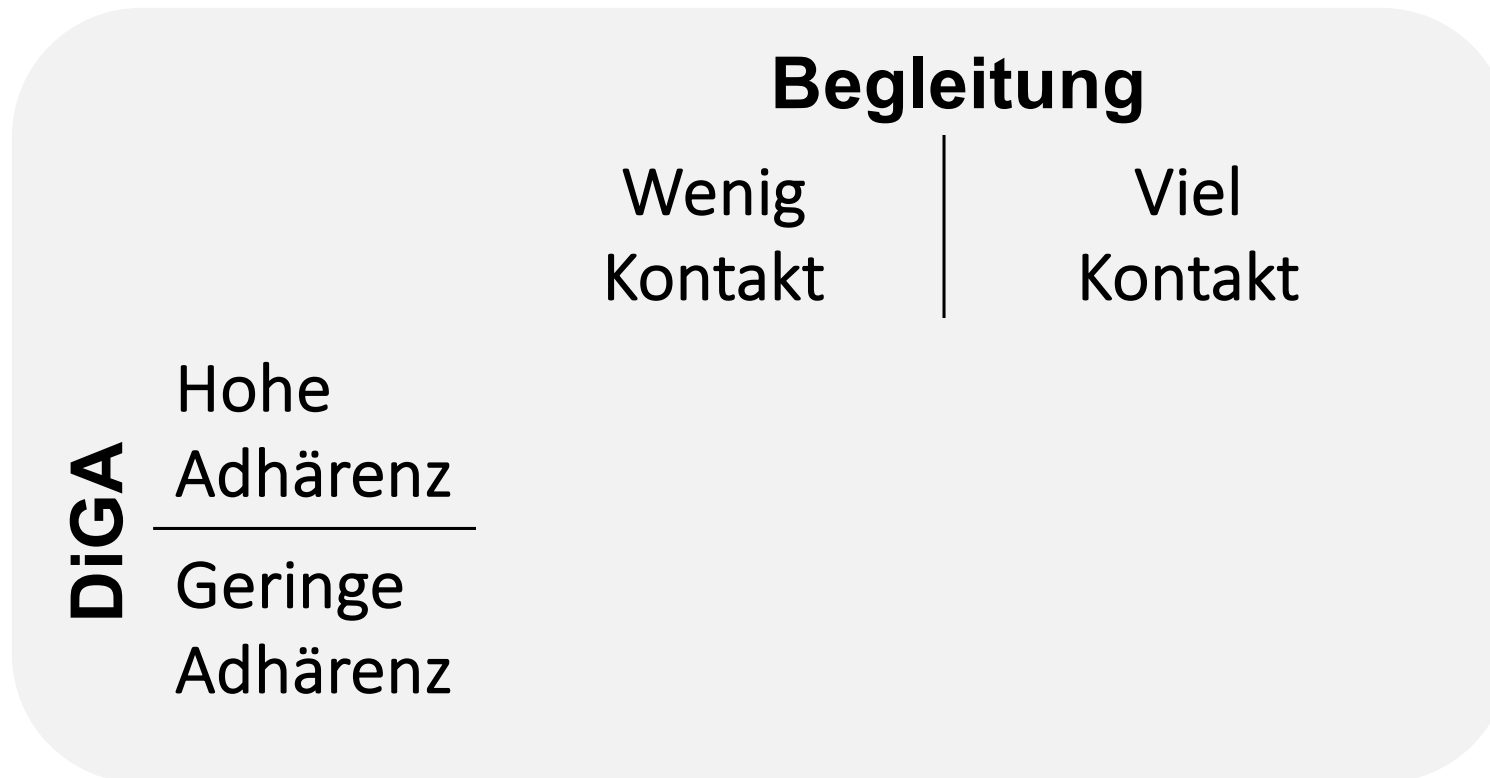 Begleitung
Wenig
Kontakt
Viel
Kontakt
DiGA
Hohe
Adhärenz
Geringe
Adhärenz